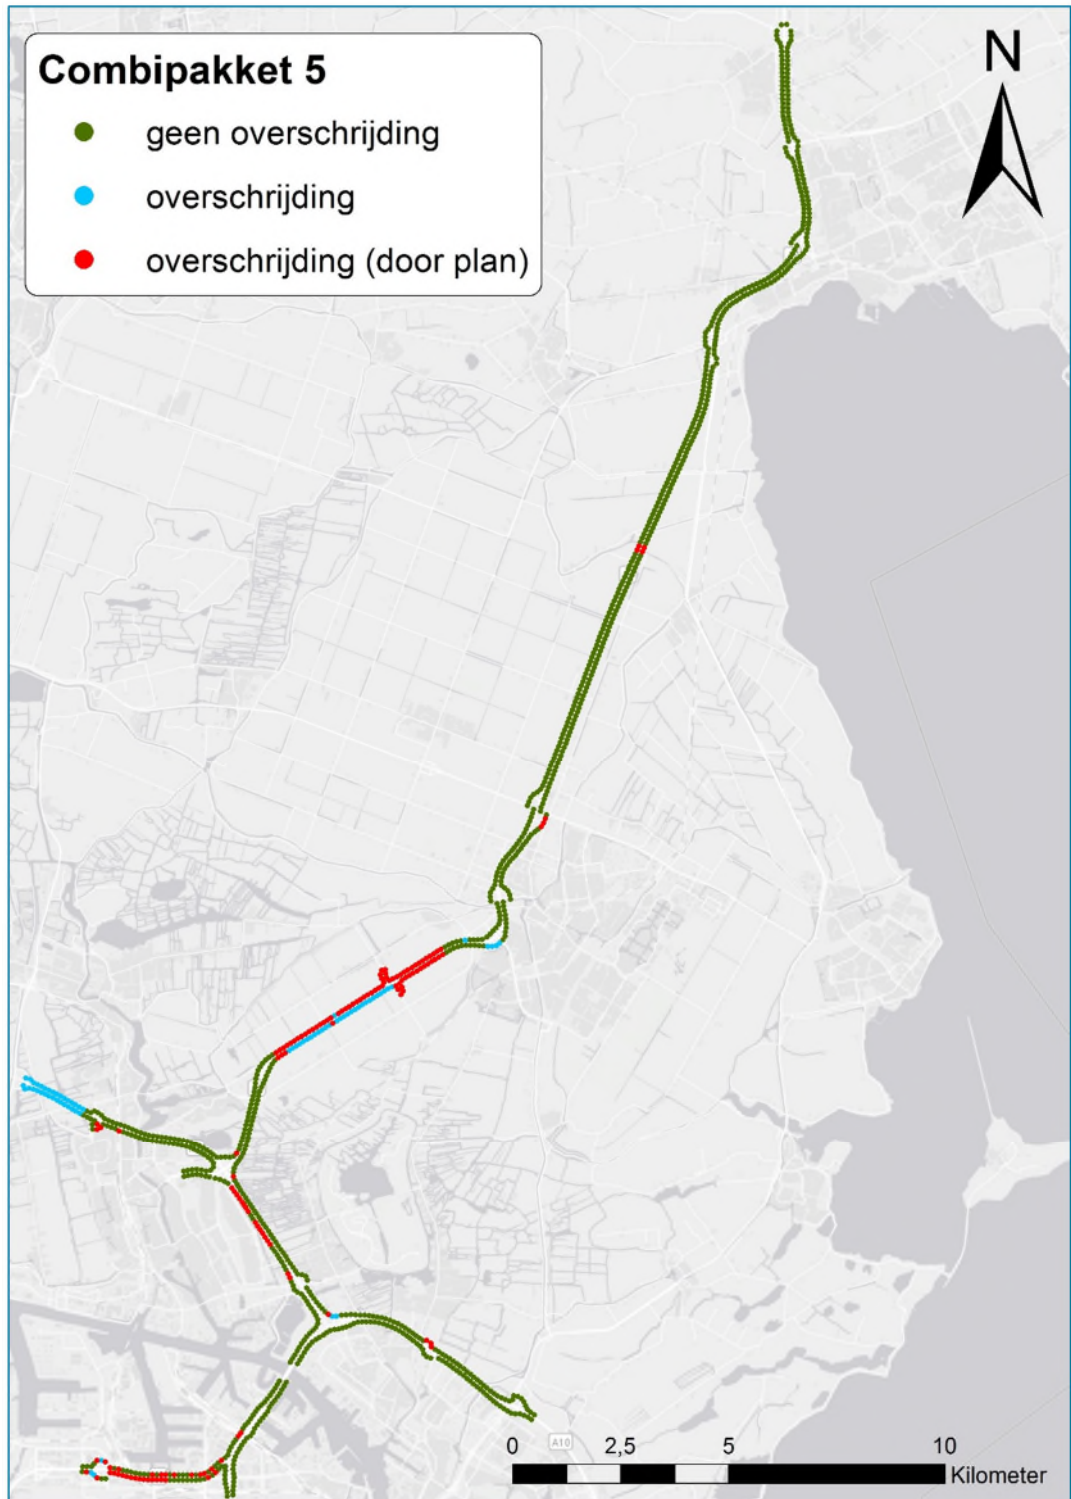 Combipakket 5
geen overschrijding
overschrijding
overschrijding (door plan)
N
A10
0 2,5 5 10
Kilometer